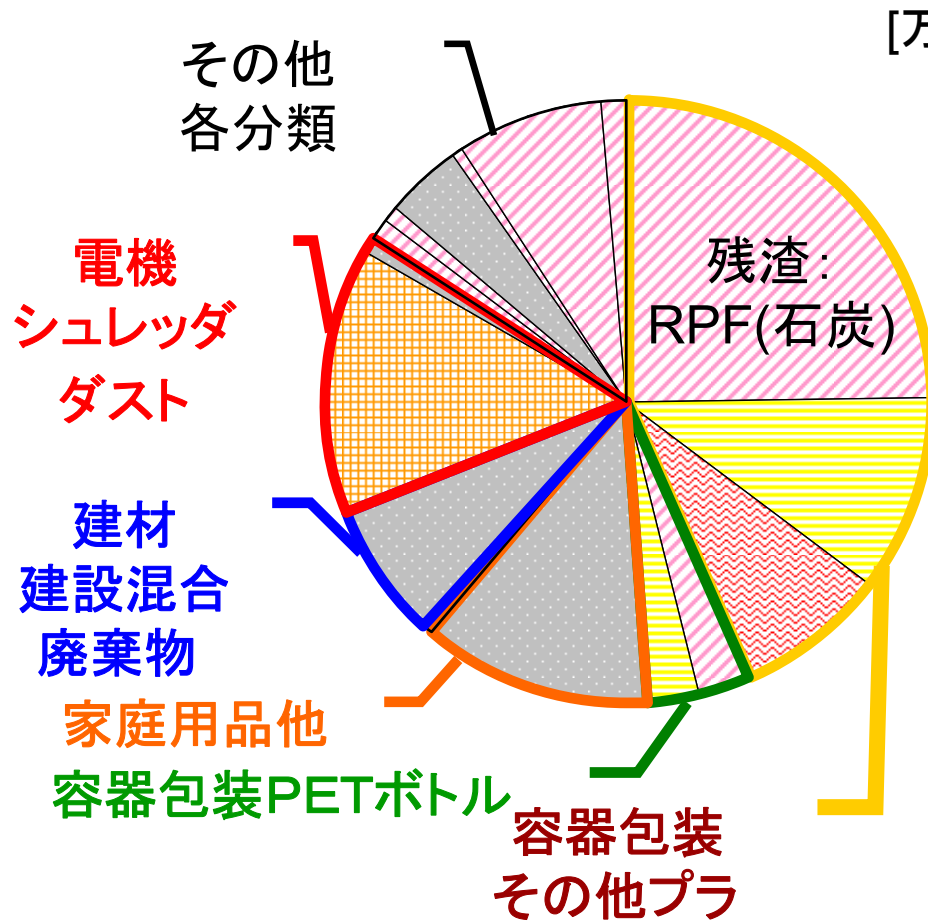 [万
その他
各分類
残渣:
RPF(石炭)
電機
シュレッダ
ダスト
建材
建設混合
廃棄物
家庭用品他
容器包装PETボトル
容器包装
その他プラ